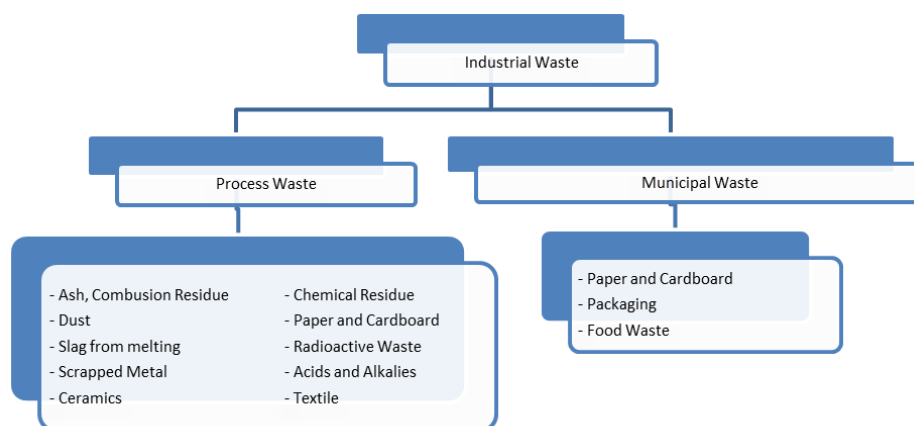 Industrial Waste
Process Waste
Municipal Waste
- Ash, Combusion Residue
- Dust
- Slag from melting
- Scrapped Metal
- Ceramics
- Chemical Residue
- Paper and Cardboard
- Radioactive Waste
- Acids and Alkalies
- Textile
- Paper and Cardboard
- Packaging
- Food Waste